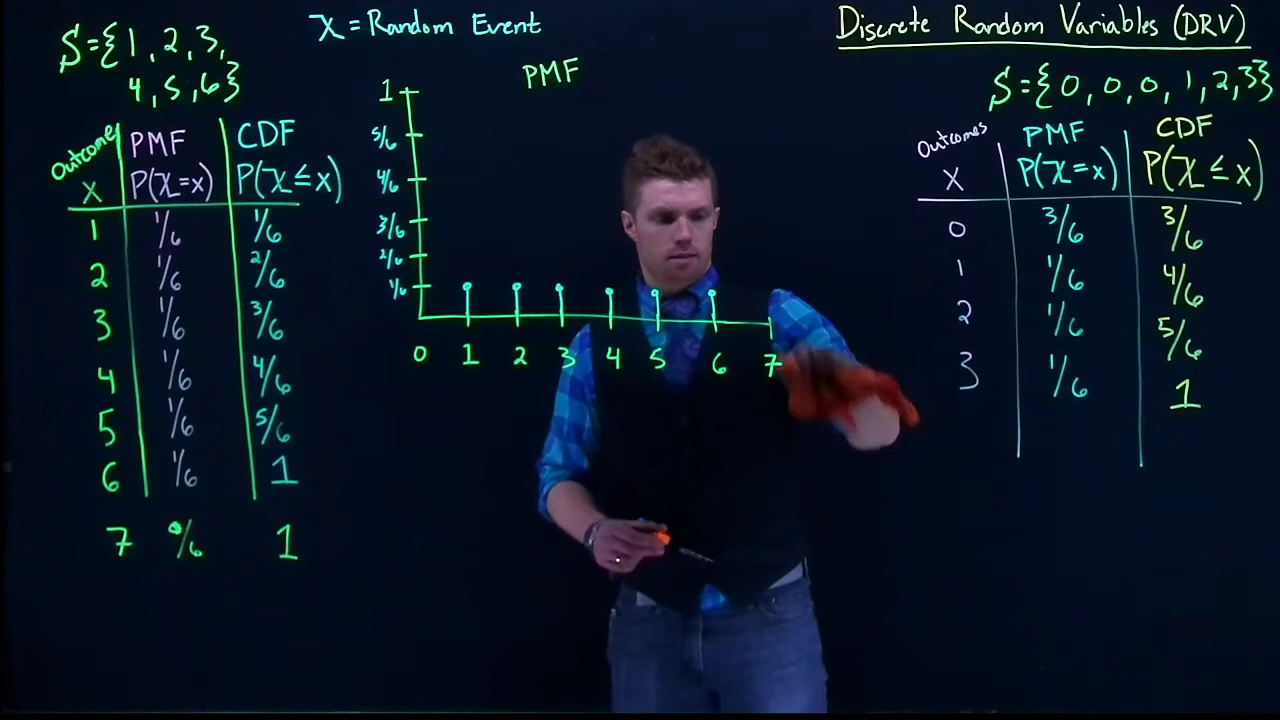 S={1, 2, 3,
4, 5, 6}
Outcomes
x
PMF
P(X=x)
CDF
P(X≤x)
1 1/6 1/6
2 1/6 2/6
3 1/6 3/6
4 1/6 4/6
5 1/6 5/6
6 1/6 1
7 0/6 1
X = Random Event
PMF
1
5/6
4/6
3/6
2/6
1/6
0 1 2 3 4 5 6 7
Discrete Random Variables (DRV)
S={0, 0, 0, 1, 2, 3}
Outcomes
x
PMF
P(X=x)
CDF
P(X≤x)
0 3/6 3/6
1 1/6 4/6
2 1/6 5/6
3 1/6 1